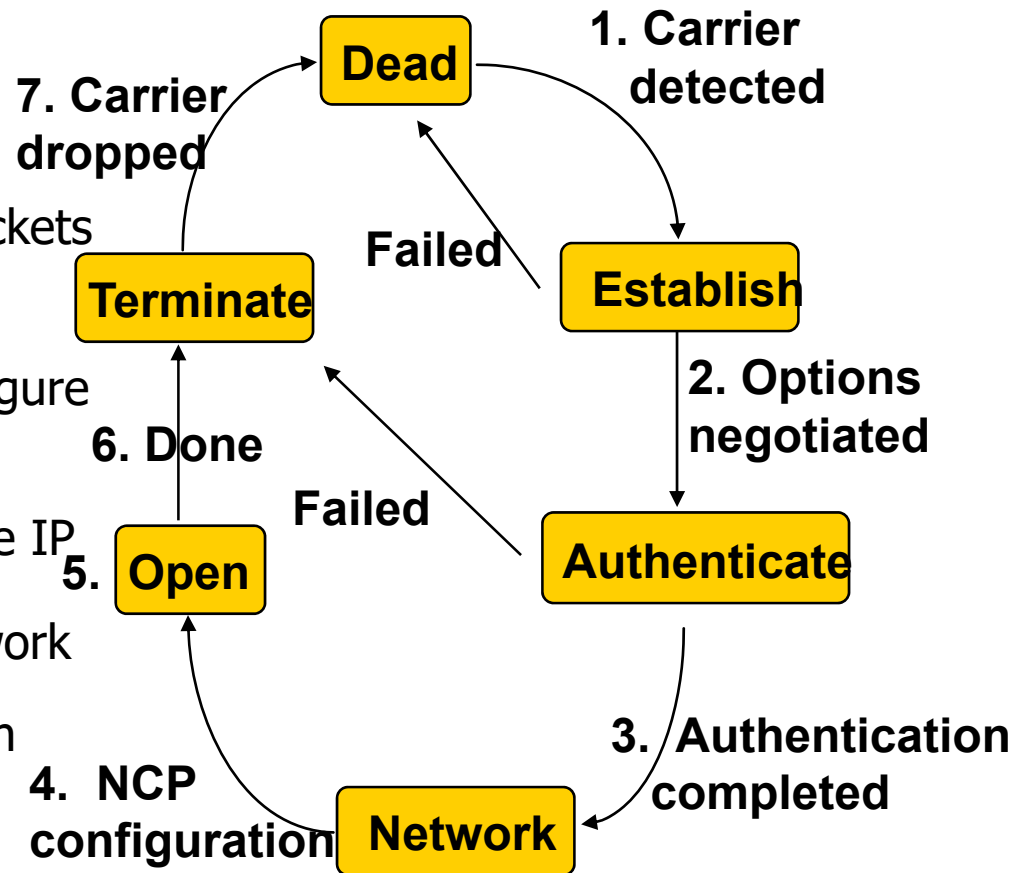 Dead
1. Carrier
detected
7. Carrier
dropped
ckets
Failed
Establish
Terminate
2. Options
negotiated
gure
6. Done
Failed
e IP
5. Open
Authenticate
work
n
3. Authentication
completed
4. NCP
configuration
Network